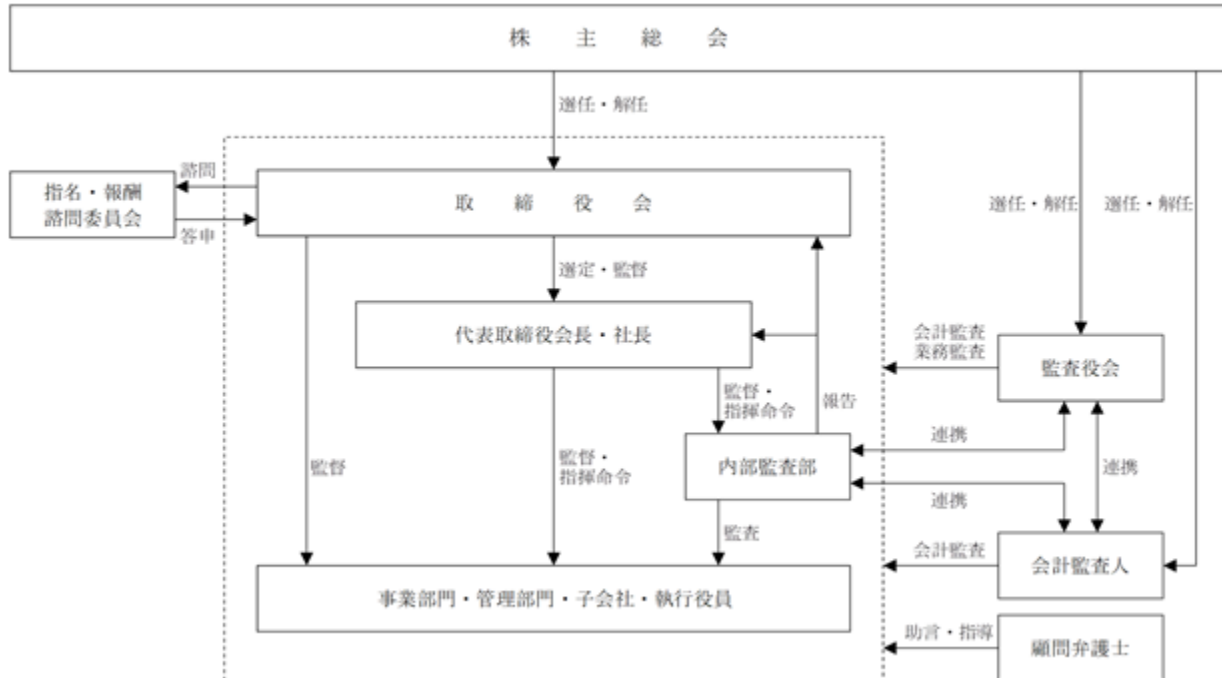 株主総会
選任・解任
諮問
指名・報酬
諮問委員会
答申
取締役会
選任・解任
選任・解任
選定・監督
代表取締役会長・社長
会計監査
業務監査
監査役会
監督・
指揮命令
報告
連携
監督
監督・
指揮命令
内部監査部
連携
連携
監査
会計監査
会計監査人
事業部門・管理部門・子会社・執行役員
助言・指導
顧問弁護士